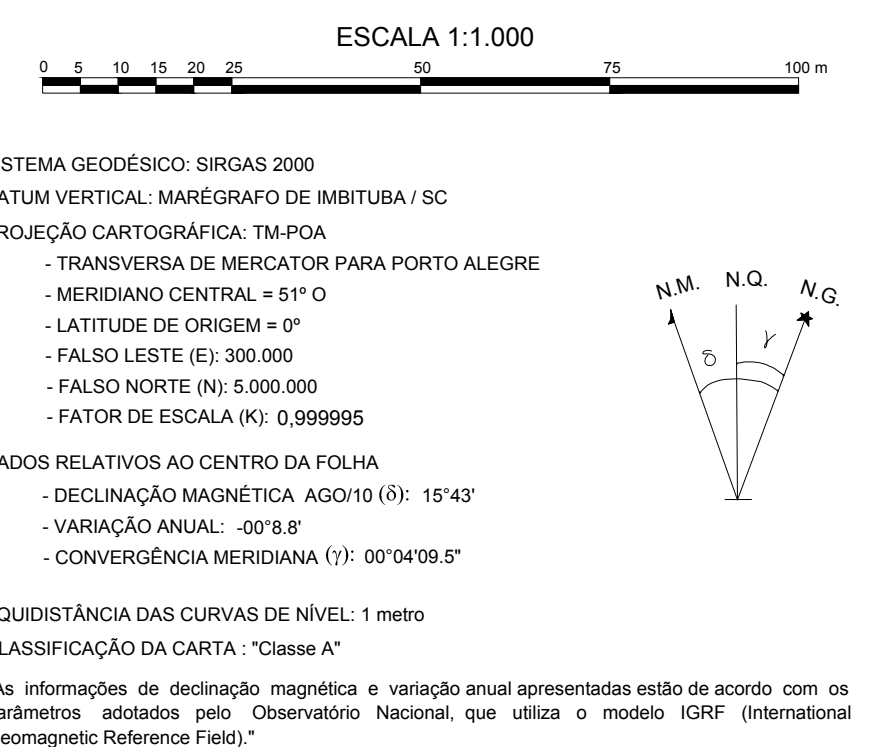 ESCALA 1:1.000
0 5 10 15 20 25 50 75 100 m
ISTEMA GEODÉSICO: SIRGAS 2000
ATUM VERTICAL: MARÉGRAFO DE IMBITUBA / SC
ROJEÇÃO CARTOGRÁFICA: TM-POA
- TRANSVERSA DE MERCATOR PARA PORTO ALEGRE
- MERIDIANO CENTRAL = 51º O
- LATITUDE DE ORIGEM = 0º
- FALSO LESTE (E): 300.000
- FALSO NORTE (N): 5.000.000
- FATOR DE ESCALA (K): 0,999995
N.M. N.Q. N.G.
δ γ
ADOS RELATIVOS AO CENTRO DA FOLHA
- DECLINAÇÃO MAGNÉTICA AGO/10 (δ): 15°43'
- VARIAÇÃO ANUAL: -00°8.8'
- CONVERGÊNCIA MERIDIANA (γ): 00°04'09.5"
QUIDISTÂNCIA DAS CURVAS DE NÍVEL: 1 metro
LASSIFICAÇÃO DA CARTA : "Classe A"
As informações de declinação magnética e variação anual apresentadas estão de acordo com os
arâmetros adotados pelo Observatório Nacional, que utiliza o modelo IGRF (International
eomagnetic Reference Field)."